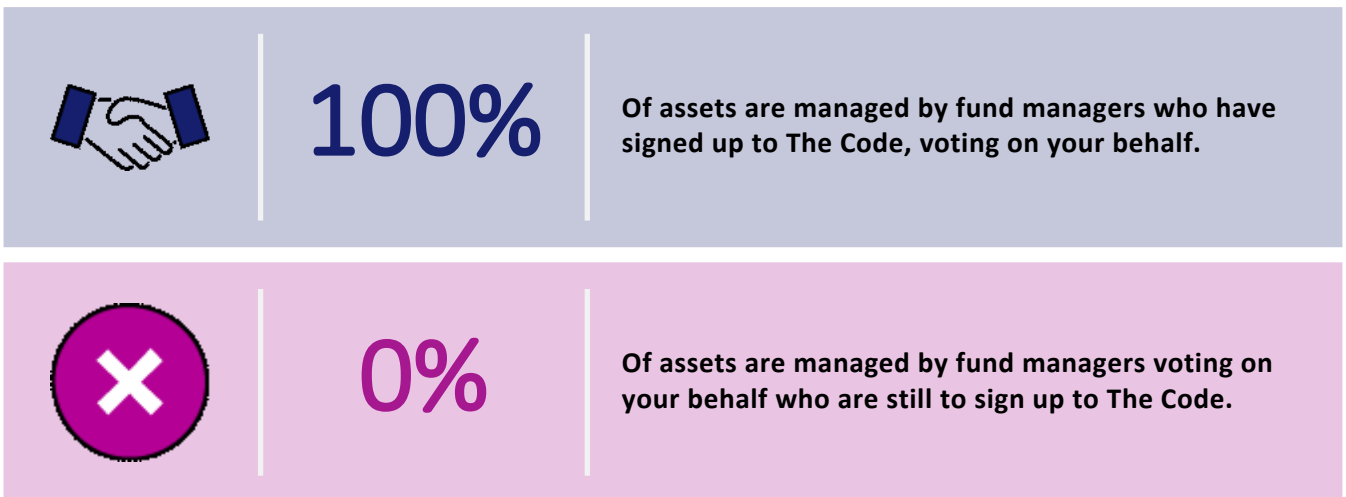 100%
Of assets are managed by fund managers who have
signed up to The Code, voting on your behalf.
0%
Of assets are managed by fund managers voting on
your behalf who are still to sign up to The Code.